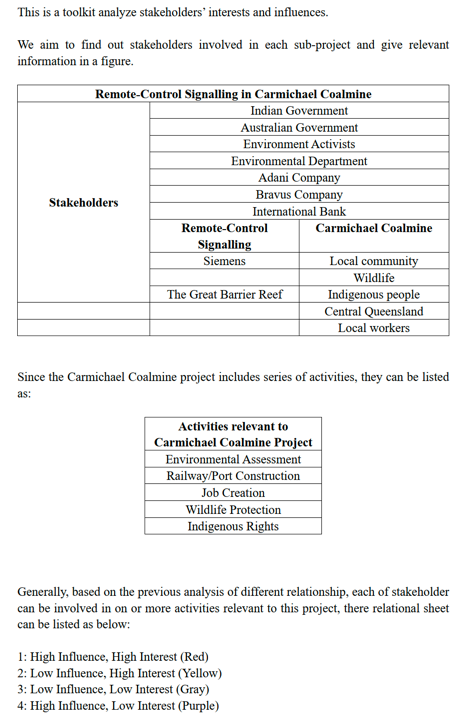 This is a toolkit analyze stakeholders' interests and influences.
We aim to find out stakeholders involved in each sub-project and give relevant
information in a figure.
Remote-Control Signalling in Carmichael Coalmine
Stakeholders
Indian Government
Australian Government
Environment Activists
Environmental Department
Adani Company
Bravus Company
International Bank
Remote-Control
Signalling
Carmichael Coalmine
Siemens
Local community
Wildlife
The Great Barrier Reef
Indigenous people
Central Queensland
Local workers
Since the Carmichael Coalmine project includes series of activities, they can be listed
as:
Activities relevant to
Carmichael Coalmine Project
Environmental Assessment
Railway/Port Construction
Job Creation
Wildlife Protection
Indigenous Rights
Generally, based on the previous analysis of different relationship, each of stakeholder
can be involved in on or more activities relevant to this project, there relational sheet
can be listed as below:
1: High Influence, High Interest (Red)
2: Low Influence, High Interest (Yellow)
3: Low Influence, Low Interest (Gray)
4: High Influence, Low Interest (Purple)